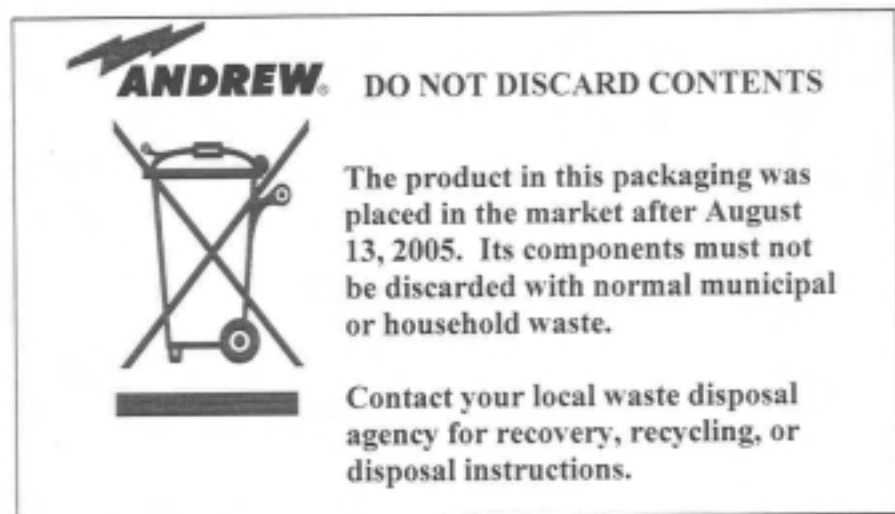 ANDREW®
DO NOT DISCARD CONTENTS
The product in this packaging was
placed in the market after August
13, 2005. Its components must not
be discarded with normal municipal
or household waste.
Contact your local waste disposal
agency for recovery, recycling, or
disposal instructions.